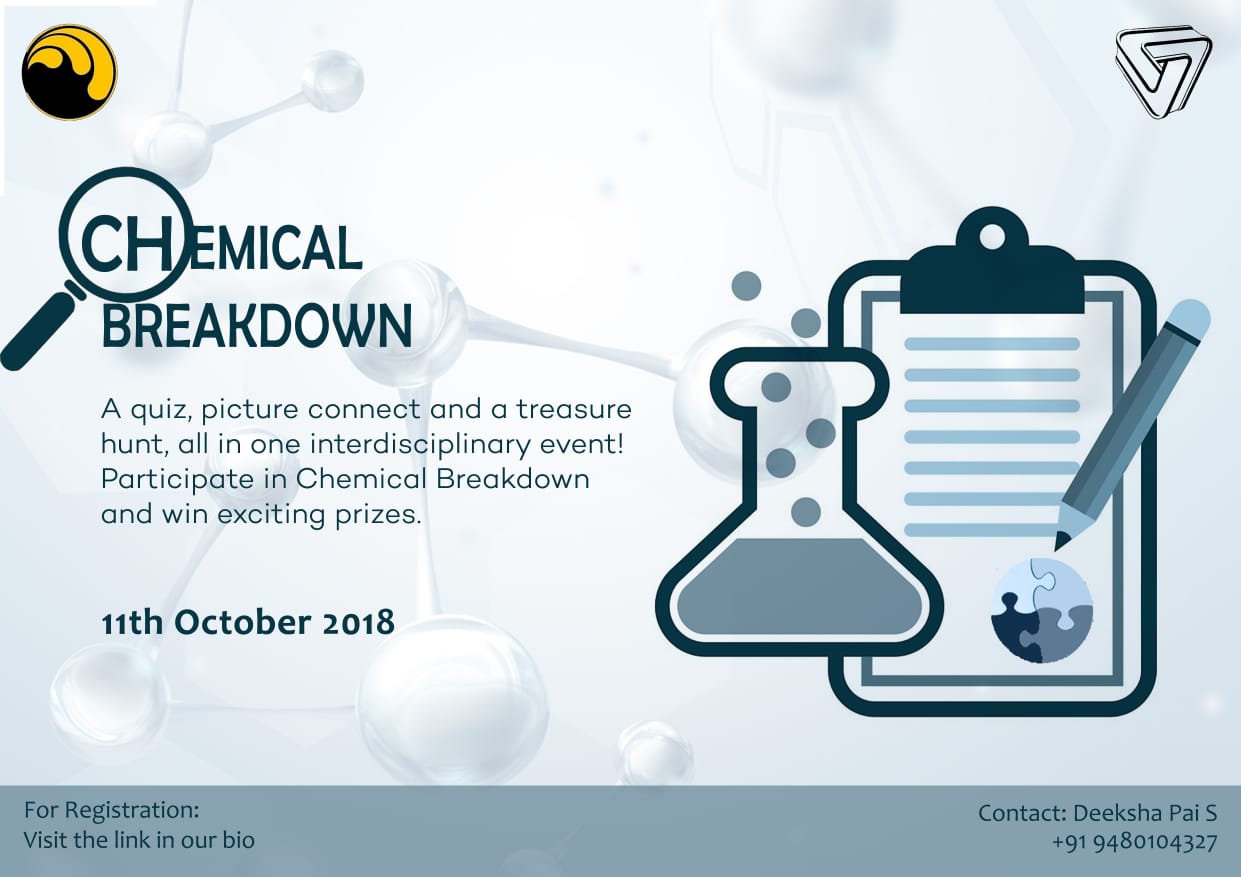 CHEMICAL
BREAKDOWN
A quiz, picture connect and a treasure
hunt, all in one interdisciplinary event!
Participate in Chemical Breakdown
and win exciting prizes.
11th October 2018
For Registration:
Visit the link in our bio
Contact: Deeksha Pai S
+91 9480104327